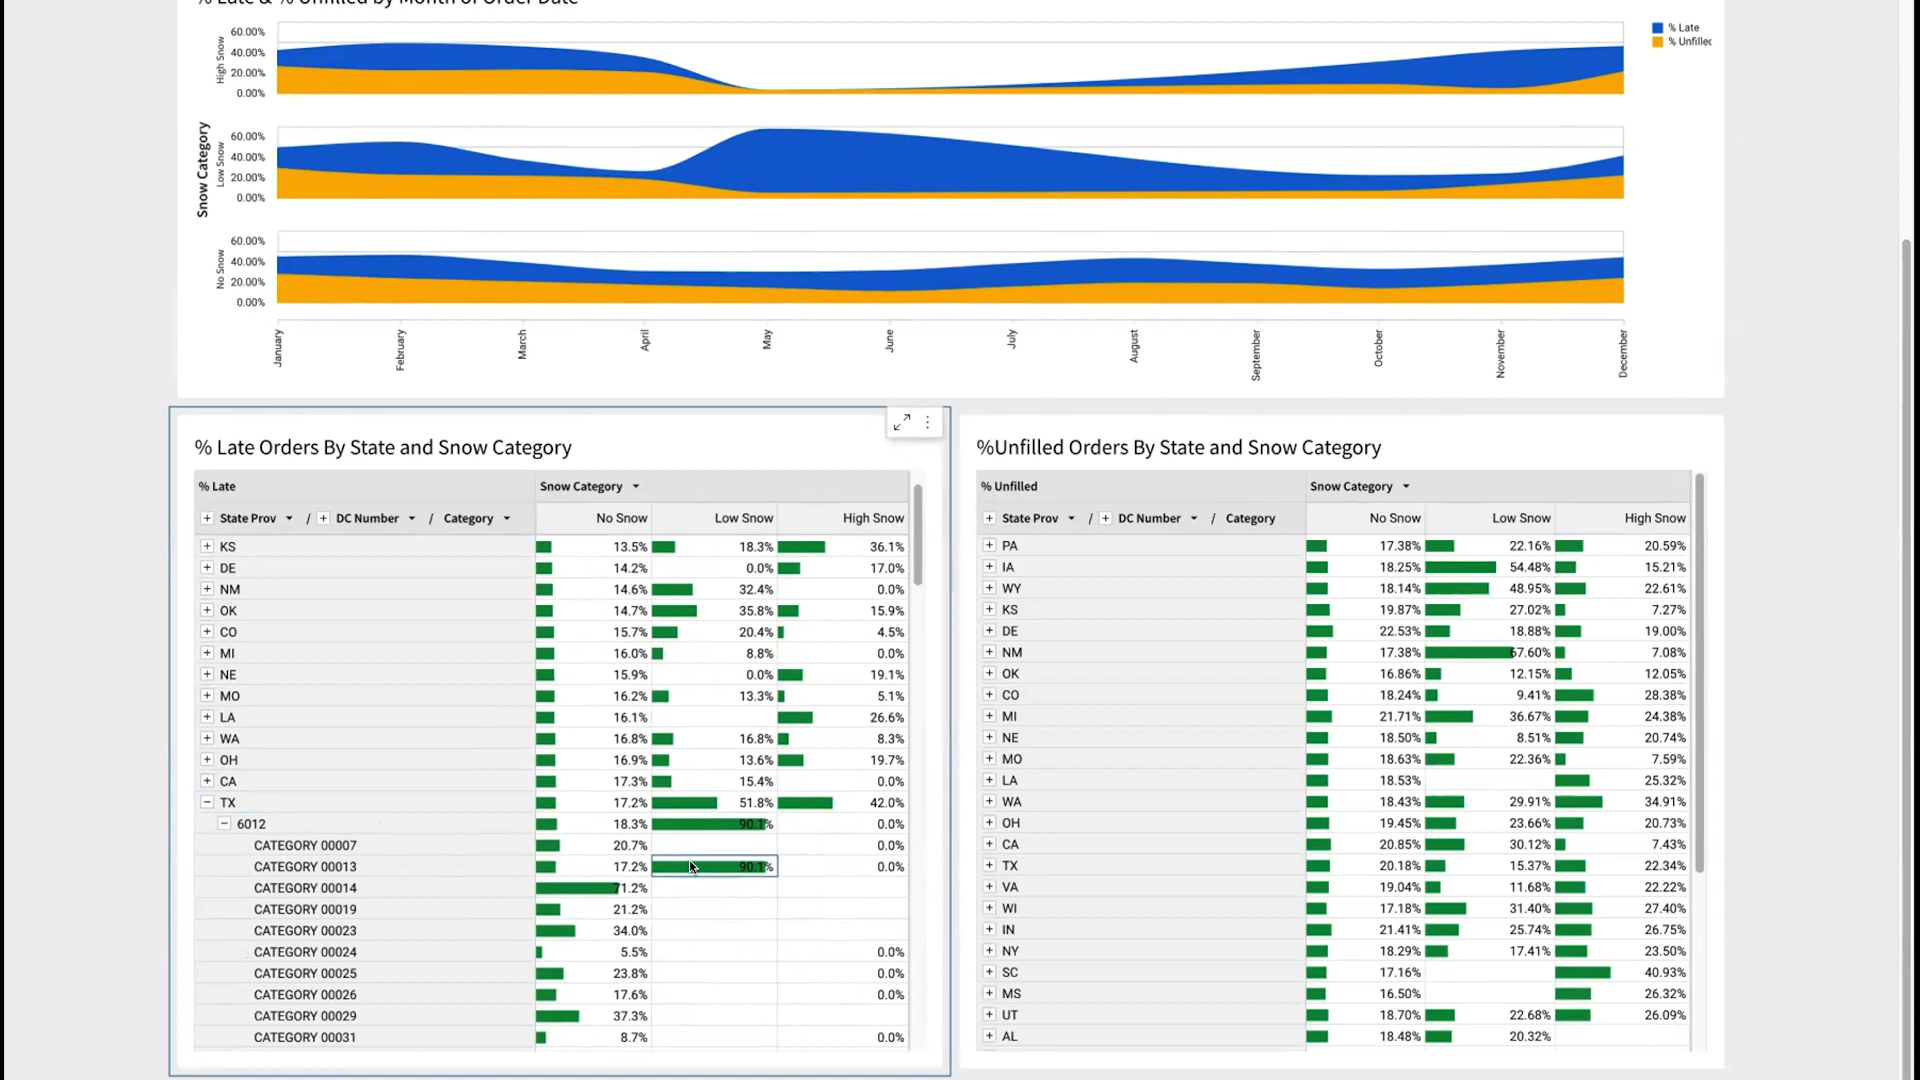 % Late & % Unfilled by Month of Order Date
% Late
% Unfilled
Snow Category
High Snow
60.00%
40.00%
20.00%
0.00%
Low Snow
60.00%
40.00%
20.00%
0.00%
No Snow
60.00%
40.00%
20.00%
0.00%
January February March April May June July August September October November December
% Late Orders By State and Snow Category
% Late Snow Category
State Prov / DC Number / Category No Snow Low Snow High Snow
KS 13.5% 18.3% 36.1%
DE 14.2% 0.0% 17.0%
NM 14.6% 32.4% 0.0%
OK 14.7% 35.8% 15.9%
CO 15.7% 20.4% 4.5%
MI 16.0% 8.8% 0.0%
NE 15.9% 0.0% 19.1%
MO 16.2% 13.3% 5.1%
LA 16.1% 26.6%
WA 16.8% 16.8% 8.3%
OH 16.9% 13.6% 19.7%
CA 17.3% 15.4% 0.0%
TX 17.2% 51.8% 42.0%
6012 18.3% 90.1% 0.0%
CATEGORY 00007 20.7% 0.0%
CATEGORY 00013 17.2% 90.1% 0.0%
CATEGORY 00014 71.2%
CATEGORY 00019 21.2%
CATEGORY 00023 34.0%
CATEGORY 00024 5.5% 0.0%
CATEGORY 00025 23.8% 0.0%
CATEGORY 00026 17.6% 0.0%
CATEGORY 00029 37.3%
CATEGORY 00031 8.7% 0.0%
%Unfilled Orders By State and Snow Category
% Unfilled Snow Category
State Prov / DC Number / Category No Snow Low Snow High Snow
PA 17.38% 22.16% 20.59%
IA 18.25% 54.48% 15.21%
WY 18.14% 48.95% 22.61%
KS 19.87% 27.02% 7.27%
DE 22.53% 18.88% 19.00%
NM 17.38% 67.60% 7.08%
OK 16.86% 12.15% 12.05%
CO 18.24% 9.41% 28.38%
MI 21.71% 36.67% 24.38%
NE 18.50% 8.51% 20.74%
MO 18.63% 22.36% 7.59%
LA 18.53% 25.32%
WA 18.43% 29.91% 34.91%
OH 19.45% 23.66% 20.73%
CA 20.85% 30.12% 7.43%
TX 20.18% 15.37% 22.34%
VA 19.04% 11.68% 22.22%
WI 17.18% 31.40% 27.40%
IN 21.41% 25.74% 26.75%
NY 18.29% 17.41% 23.50%
SC 17.16% 40.93%
MS 16.50% 26.32%
UT 18.70% 22.68% 26.09%
AL 18.48% 20.32%